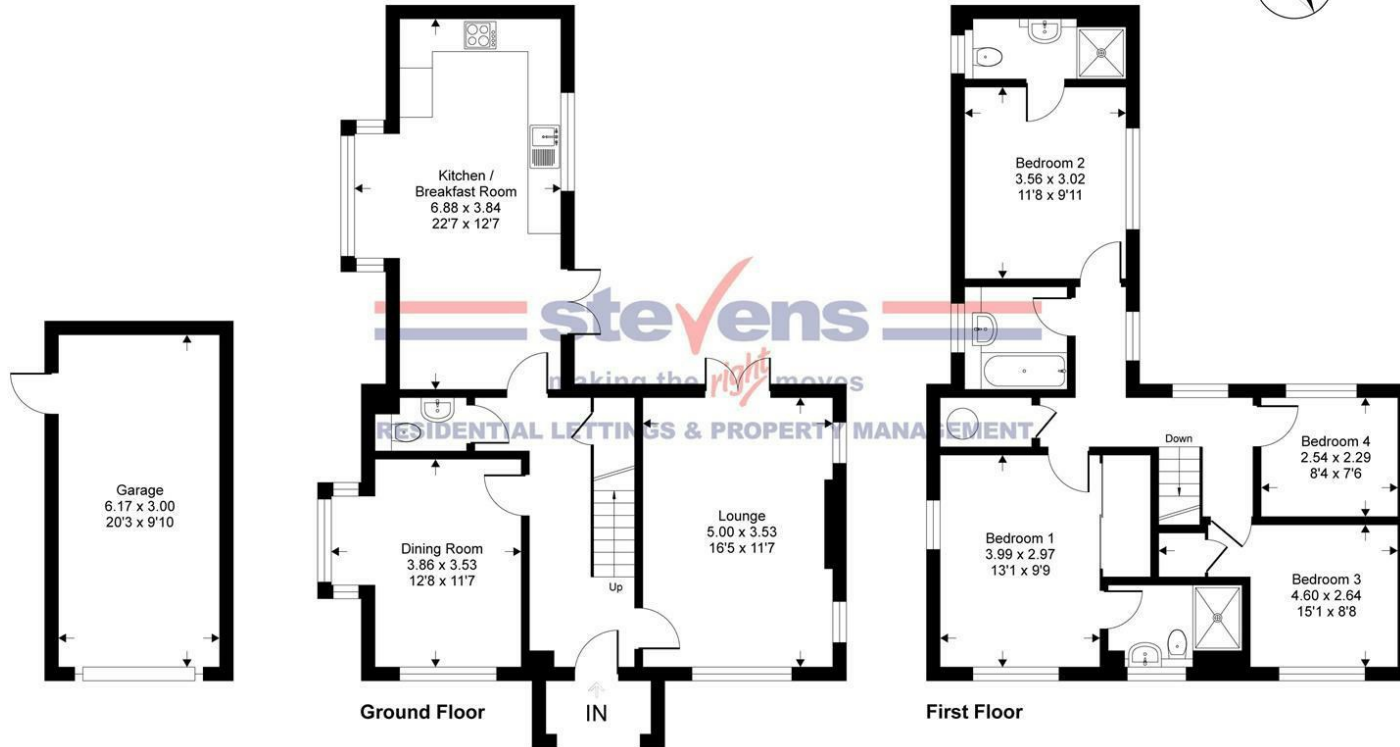 Kitchen /
Breakfast Room
6.88 x 3.84
22'7 x 12'7
Garage
6.17 x 3.00
20'3 x 9'10
Dining Room
3.86 x 3.53
12'8 x 11'7
Up
Lounge
5.00 x 3.53
16'5 x 11'7
IN
Ground Floor
Bedroom 2
3.56 x 3.02
11'8 x 9'11
Down
Bedroom 4
2.54 x 2.29
8'4 x 7'6
Bedroom 1
3.99 x 2.97
13'1 x 9'9
Bedroom 3
4.60 x 2.64
15'1 x 8'8
First Floor
stevens
making the right moves
RESIDENTIAL LETTINGS & PROPERTY MANAGEMENT